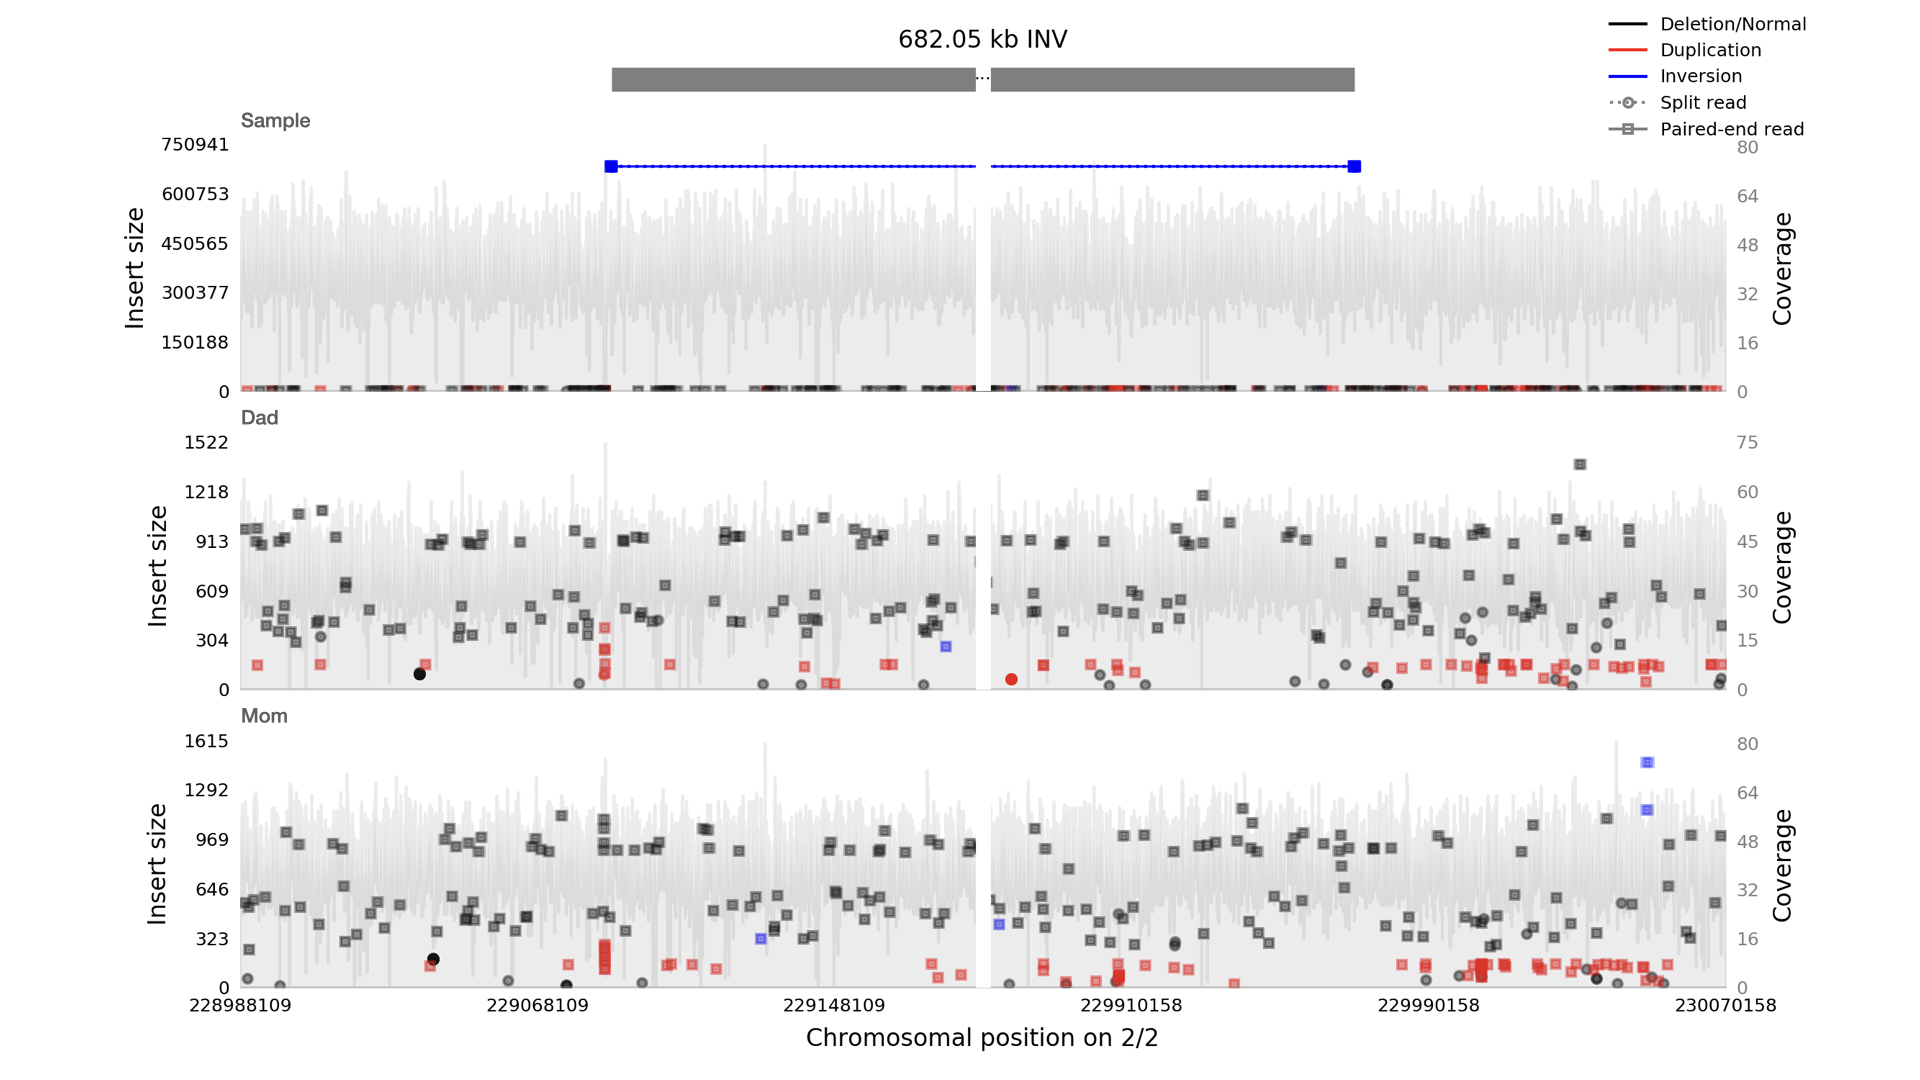 682.05 kb INV
...
Deletion/Normal
Duplication
Inversion
Split read
Paired-end read
Sample
750941
600753
450565
300377
150188
0
Insert size
80
64
48
32
16
0
Coverage
Dad
1522
1218
913
609
304
0
Insert size
75
60
45
30
15
0
Coverage
Mom
1615
1292
969
646
323
0
Insert size
80
64
48
32
16
0
Coverage
228988109 229068109 229148109 229910158 229990158 230070158
Chromosomal position on 2/2